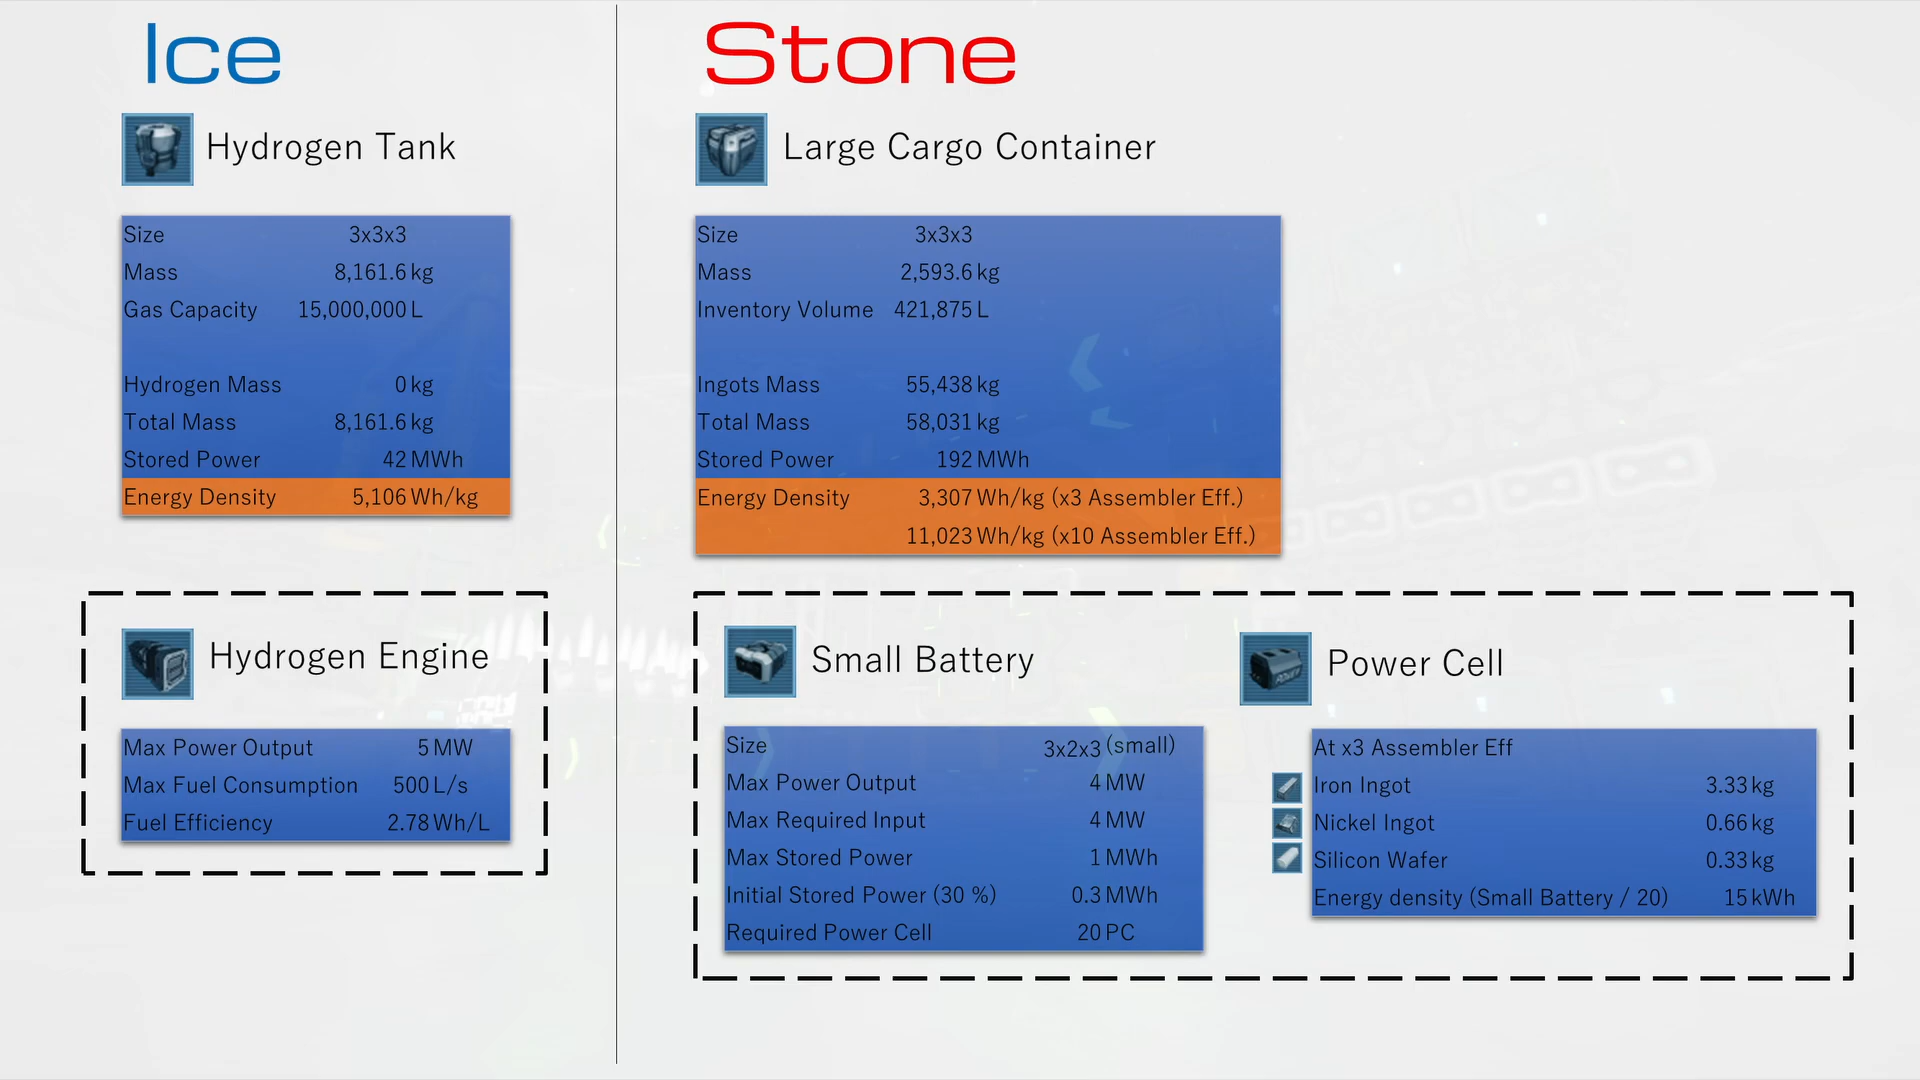 Ice
Hydrogen Tank
Size 3x3x3
Mass 8,161.6 kg
Gas Capacity 15,000,000 L
Hydrogen Mass 0 kg
Total Mass 8,161.6 kg
Stored Power 42 MWh
Energy Density 5,106 Wh/kg
Hydrogen Engine
Max Power Output 5 MW
Max Fuel Consumption 500 L/s
Fuel Efficiency 2.78 Wh/L
Stone
Large Cargo Container
Size 3x3x3
Mass 2,593.6 kg
Inventory Volume 421,875 L
Ingots Mass 55,438 kg
Total Mass 58,031 kg
Stored Power 192 MWh
Energy Density 3,307 Wh/kg (x3 Assembler Eff.)
11,023 Wh/kg (x10 Assembler Eff.)
Small Battery
Size 3x2x3 (small)
Max Power Output 4 MW
Max Required Input 4 MW
Max Stored Power 1 MWh
Initial Stored Power (30 %) 0.3 MWh
Required Power Cell 20 PC
Power Cell
At x3 Assembler Eff
Iron Ingot 3.33 kg
Nickel Ingot 0.66 kg
Silicon Wafer 0.33 kg
Energy density (Small Battery / 20) 15 kWh